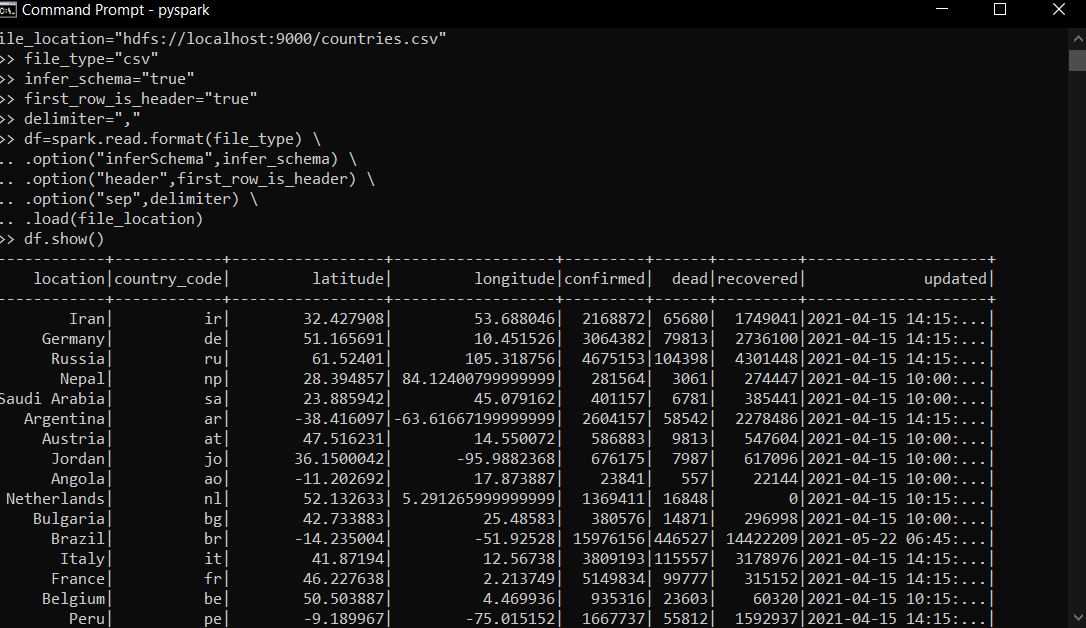 Command Prompt - pyspark
ile_location="hdfs://localhost:9000/countries.csv"
>> file_type="csv"
>> infer_schema="true"
>> first_row_is_header="true"
>> delimiter=","
>> df=spark.read.format(file_type) \
.. .option("inferSchema",infer_schema) \
.. .option("header",first_row_is_header) \
.. .option("sep",delimiter) \
.. .load(file_location)
>> df.show()
------------+------------+-----------------+------------------+---------+------+---------+--------------------+
location|country_code| latitude| longitude|confirmed| dead|recovered| updated|
------------+------------+-----------------+------------------+---------+------+---------+--------------------+
Iran| ir| 32.427908| 53.688046| 2168872| 65680| 1749041|2021-04-15 14:15:...|
Germany| de| 51.165691| 10.451526| 3064382| 79813| 2736100|2021-04-15 14:15:...|
Russia| ru| 61.52401| 105.318756| 4675153|104398| 4301448|2021-04-15 14:15:...|
Nepal| np| 28.394857| 84.12400799999999| 281564| 3061| 274447|2021-04-15 10:00:...|
Saudi Arabia| sa| 23.885942| 45.079162| 401157| 6781| 385441|2021-04-15 10:00:...|
Argentina| ar| -38.416097|-63.61667199999999| 2604157| 58542| 2278486|2021-04-15 14:15:...|
Austria| at| 47.516231| 14.550072| 586883| 9813| 547604|2021-04-15 10:00:...|
Jordan| jo| 36.1500042| -95.9882368| 676175| 7987| 617096|2021-04-15 10:00:...|
Angola| ao| -11.202692| 17.873887| 23841| 557| 22144|2021-04-15 10:00:...|
Netherlands| nl| 52.132633| 5.291265999999999| 1369411| 16848| 0|2021-04-15 10:15:...|
Bulgaria| bg| 42.733883| 25.48583| 380576| 14871| 296998|2021-04-15 10:00:...|
Brazil| br| -14.235004| -51.92528| 15976156|446527| 14422209|2021-05-22 06:45:...|
Italy| it| 41.87194| 12.56738| 3809193|115557| 3178976|2021-04-15 14:15:...|
France| fr| 46.227638| 2.213749| 5149834| 99777| 315152|2021-04-15 14:15:...|
Belgium| be| 50.503887| 4.469936| 935316| 23603| 60320|2021-04-15 10:15:...|
Peru| pe| -9.189967| -75.015152| 1667737| 55812| 1592937|2021-04-15 14:15:...|